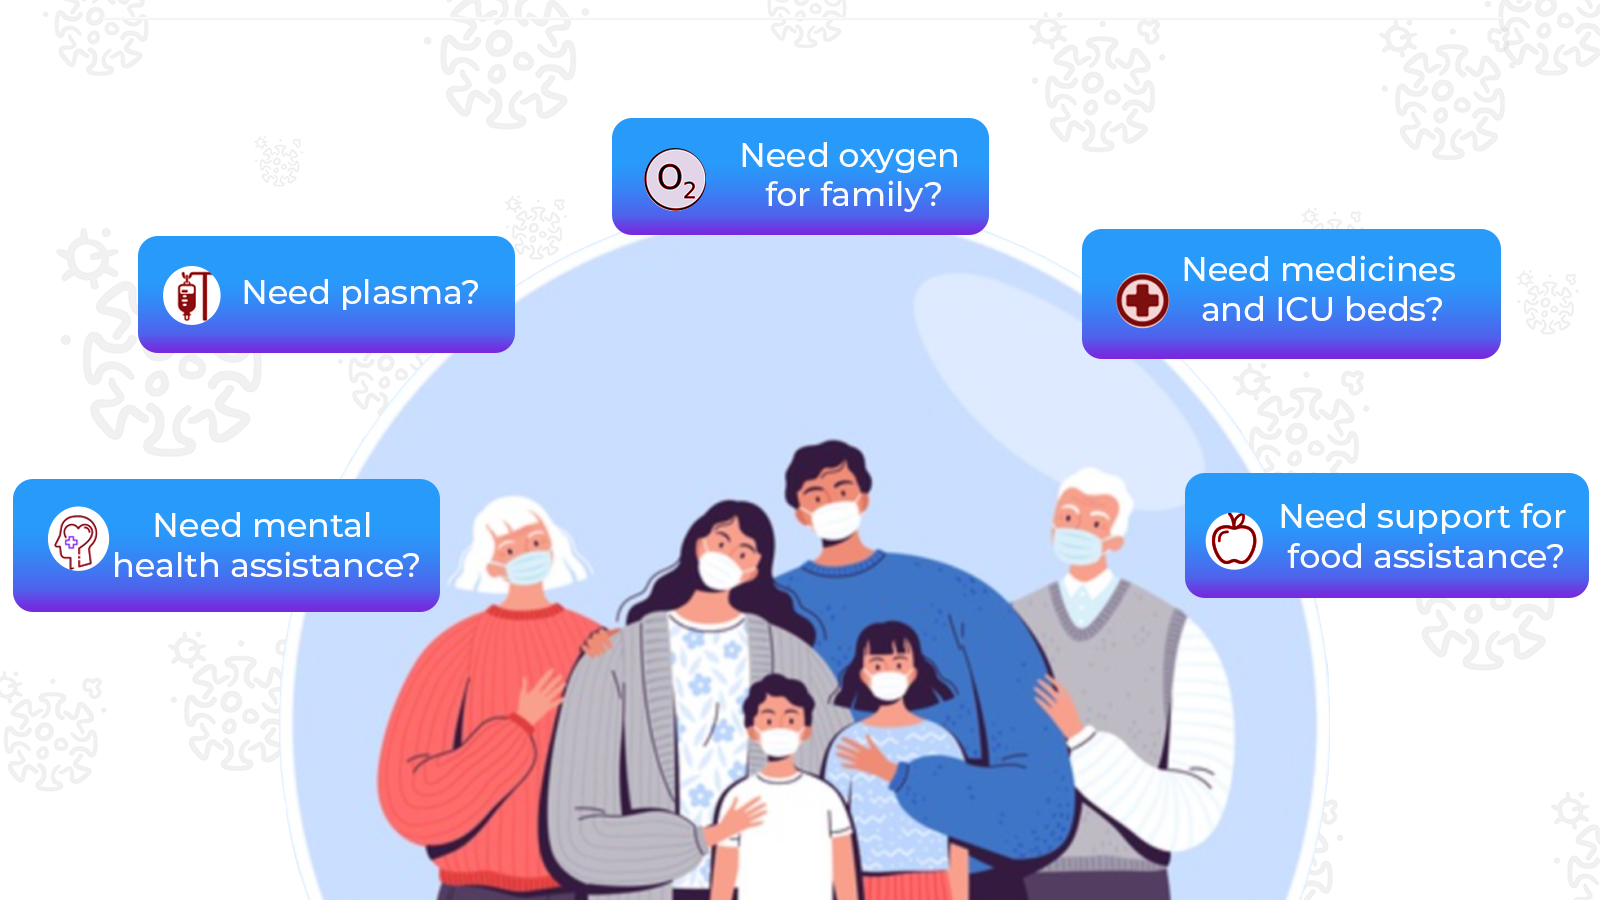 O2
Need oxygen
for family?
Need plasma?
Need medicines
and ICU beds?
Need mental
health assistance?
Need support for
food assistance?